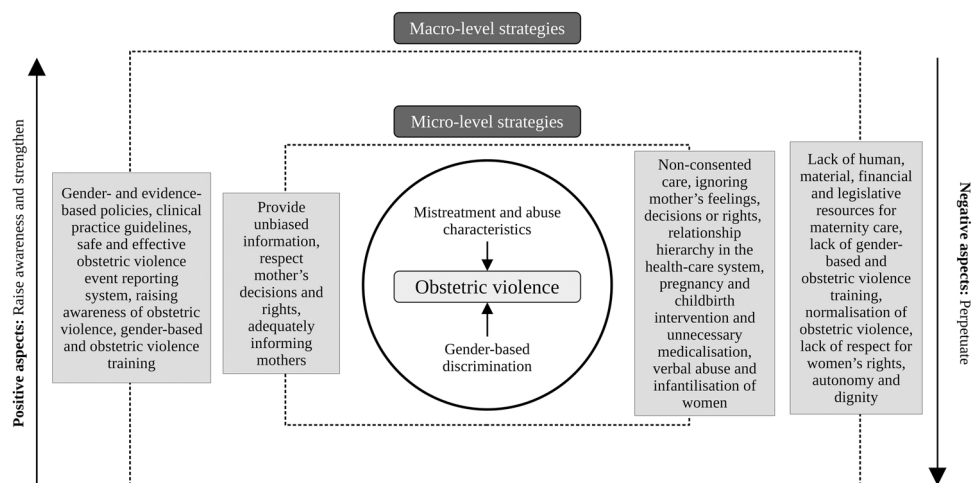 Macro-level strategies
Micro-level strategies
Positive aspects: Raise awareness and strengthen
Gender- and evidence-
based policies, clinical
practice guidelines,
safe and effective
obstetric violence
event reporting
system, raising
awareness of obstetric
violence, gender-based
and obstetric violence
training
Provide
unbiased
information,
respect
mother’s
decisions and
rights,
adequately
informing
mothers
Mistreatment and abuse
characteristics
Obstetric violence
Gender-based
discrimination
Non-consented
care, ignoring
mother’s feelings,
decisions or rights,
relationship
hierarchy in the
health-care system,
pregnancy and
childbirth
intervention and
unnecessary
medicalisation,
verbal abuse and
infantilisation of
women
Lack of human,
material, financial
and legislative
resources for
maternity care,
lack of gender-
based and
obstetric violence
training,
normalisation of
obstetric violence,
lack of respect for
women’s rights,
autonomy and
dignity
Negative aspects: Perpetuate